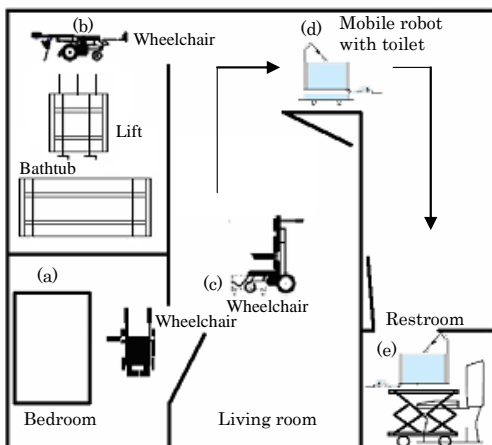 (b)
Wheelchair
Lift
Bathtub
(d)
Mobile robot
with toilet
(a)
Wheelchair
Bedroom
(c)
Wheelchair
Living room
Restroom
(e)